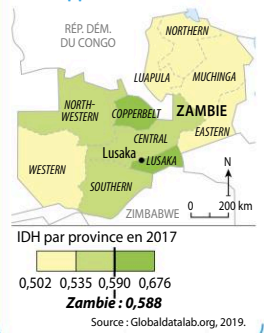 RÉP. DÉM.
DU CONGO
NORTHERN
LUAPULA
MUCHINGA
NORTH-
WESTERN
COPPERBELT
ZAMBIE
CENTRAL
EASTERN
Lusaka
LUSAKA
WESTERN
SOUTHERN
N
ZIMBABWE
0 200 km
IDH par province en 2017
0,502 0,535 0,590 0,676
Zambie : 0,588
Source : Globaldatalab.org, 2019.